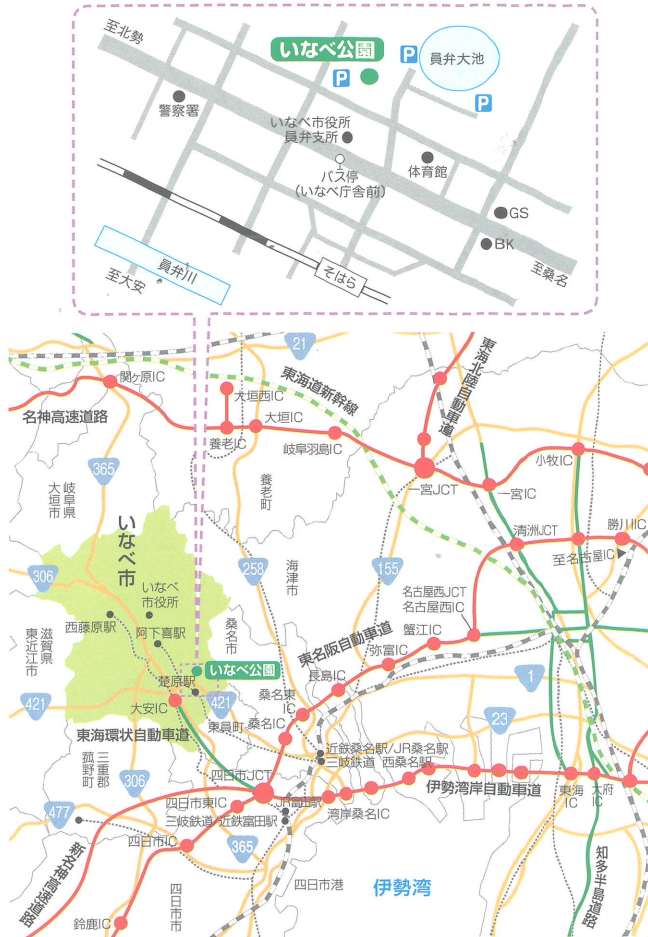 至北勢
いなべ公園
P
P
員弁大池
P
警察署
いなべ市役所
員弁支所
バス停
(いなべ庁舎前)
体育館
GS
BK
至桑名
そはら
員弁川
至大安
21
関ヶ原IC
大垣西IC
東海道新幹線
東海北陸自動車道
名神高速道路
養老IC
大垣IC
岐阜羽島IC
小牧IC
365
一宮JCT
一宮IC
岐阜県
大垣市
養老町
いなべ市
清洲JCT
勝川IC
至名古屋IC
306
258
海津市
155
いなべ
市役所
名古屋西JCT
名古屋西IC
西藤原駅
阿下喜駅
桑名市
滋賀県
東近江市
東名阪自動車道
蟹江IC
弥富IC
いなべ公園
長島IC
楚原駅
1
421
大安IC
421
桑名東
IC
東員町
桑名IC
23
東海環状自動車道
近鉄桑名駅/JR桑名駅
三岐鉄道 西桑名駅
三重郡
菰野町
306
四日市JCT
伊勢湾岸自動車道
東海
IC
大府
IC
四日市東IC
JR富田駅
湾岸桑名IC
477
三岐鉄道/近鉄富田駅
四日市IC
365
新名神高速道路
知多半島道路
四日市港
伊勢湾
四日市市
鈴鹿IC